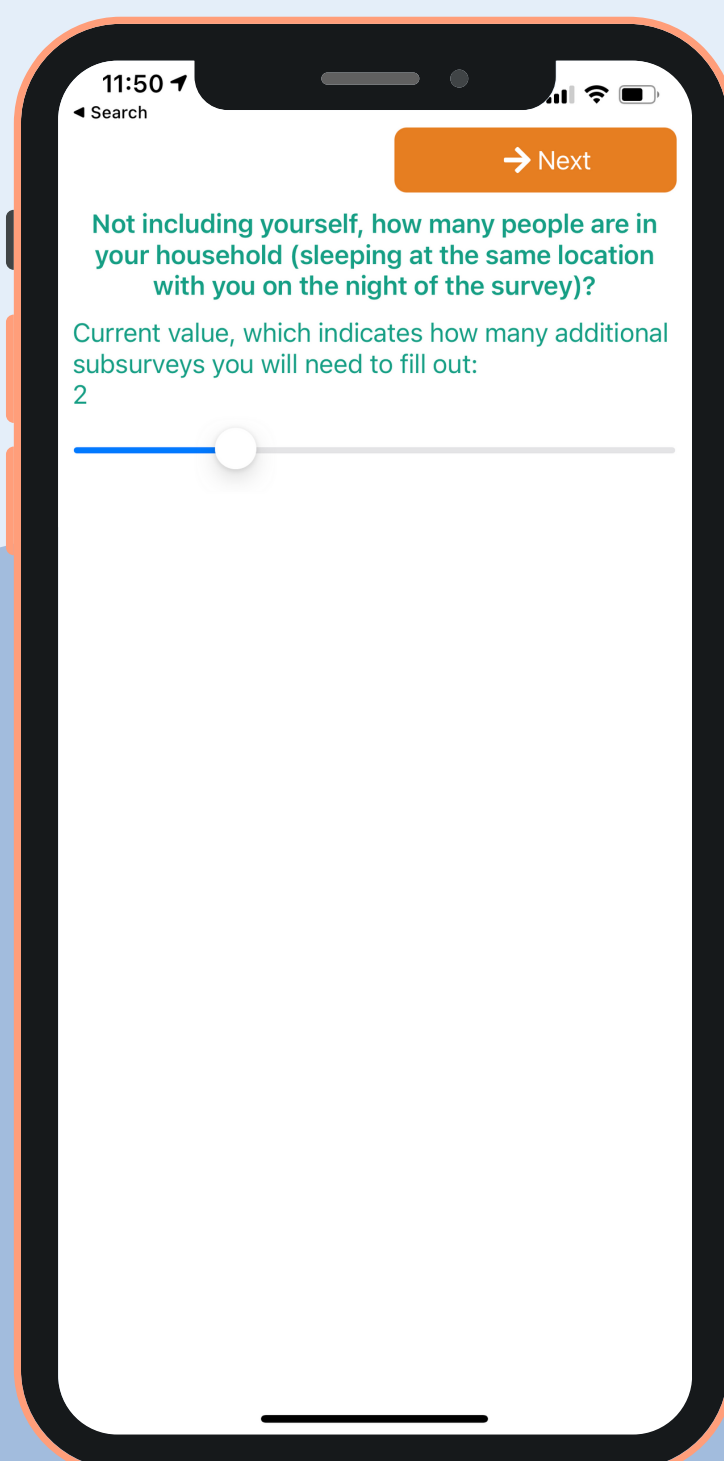 11:50
◀ Search
→ Next
Not including yourself, how many people are in
your household (sleeping at the same location
with you on the night of the survey)?
Current value, which indicates how many additional
subsurveys you will need to fill out:
2